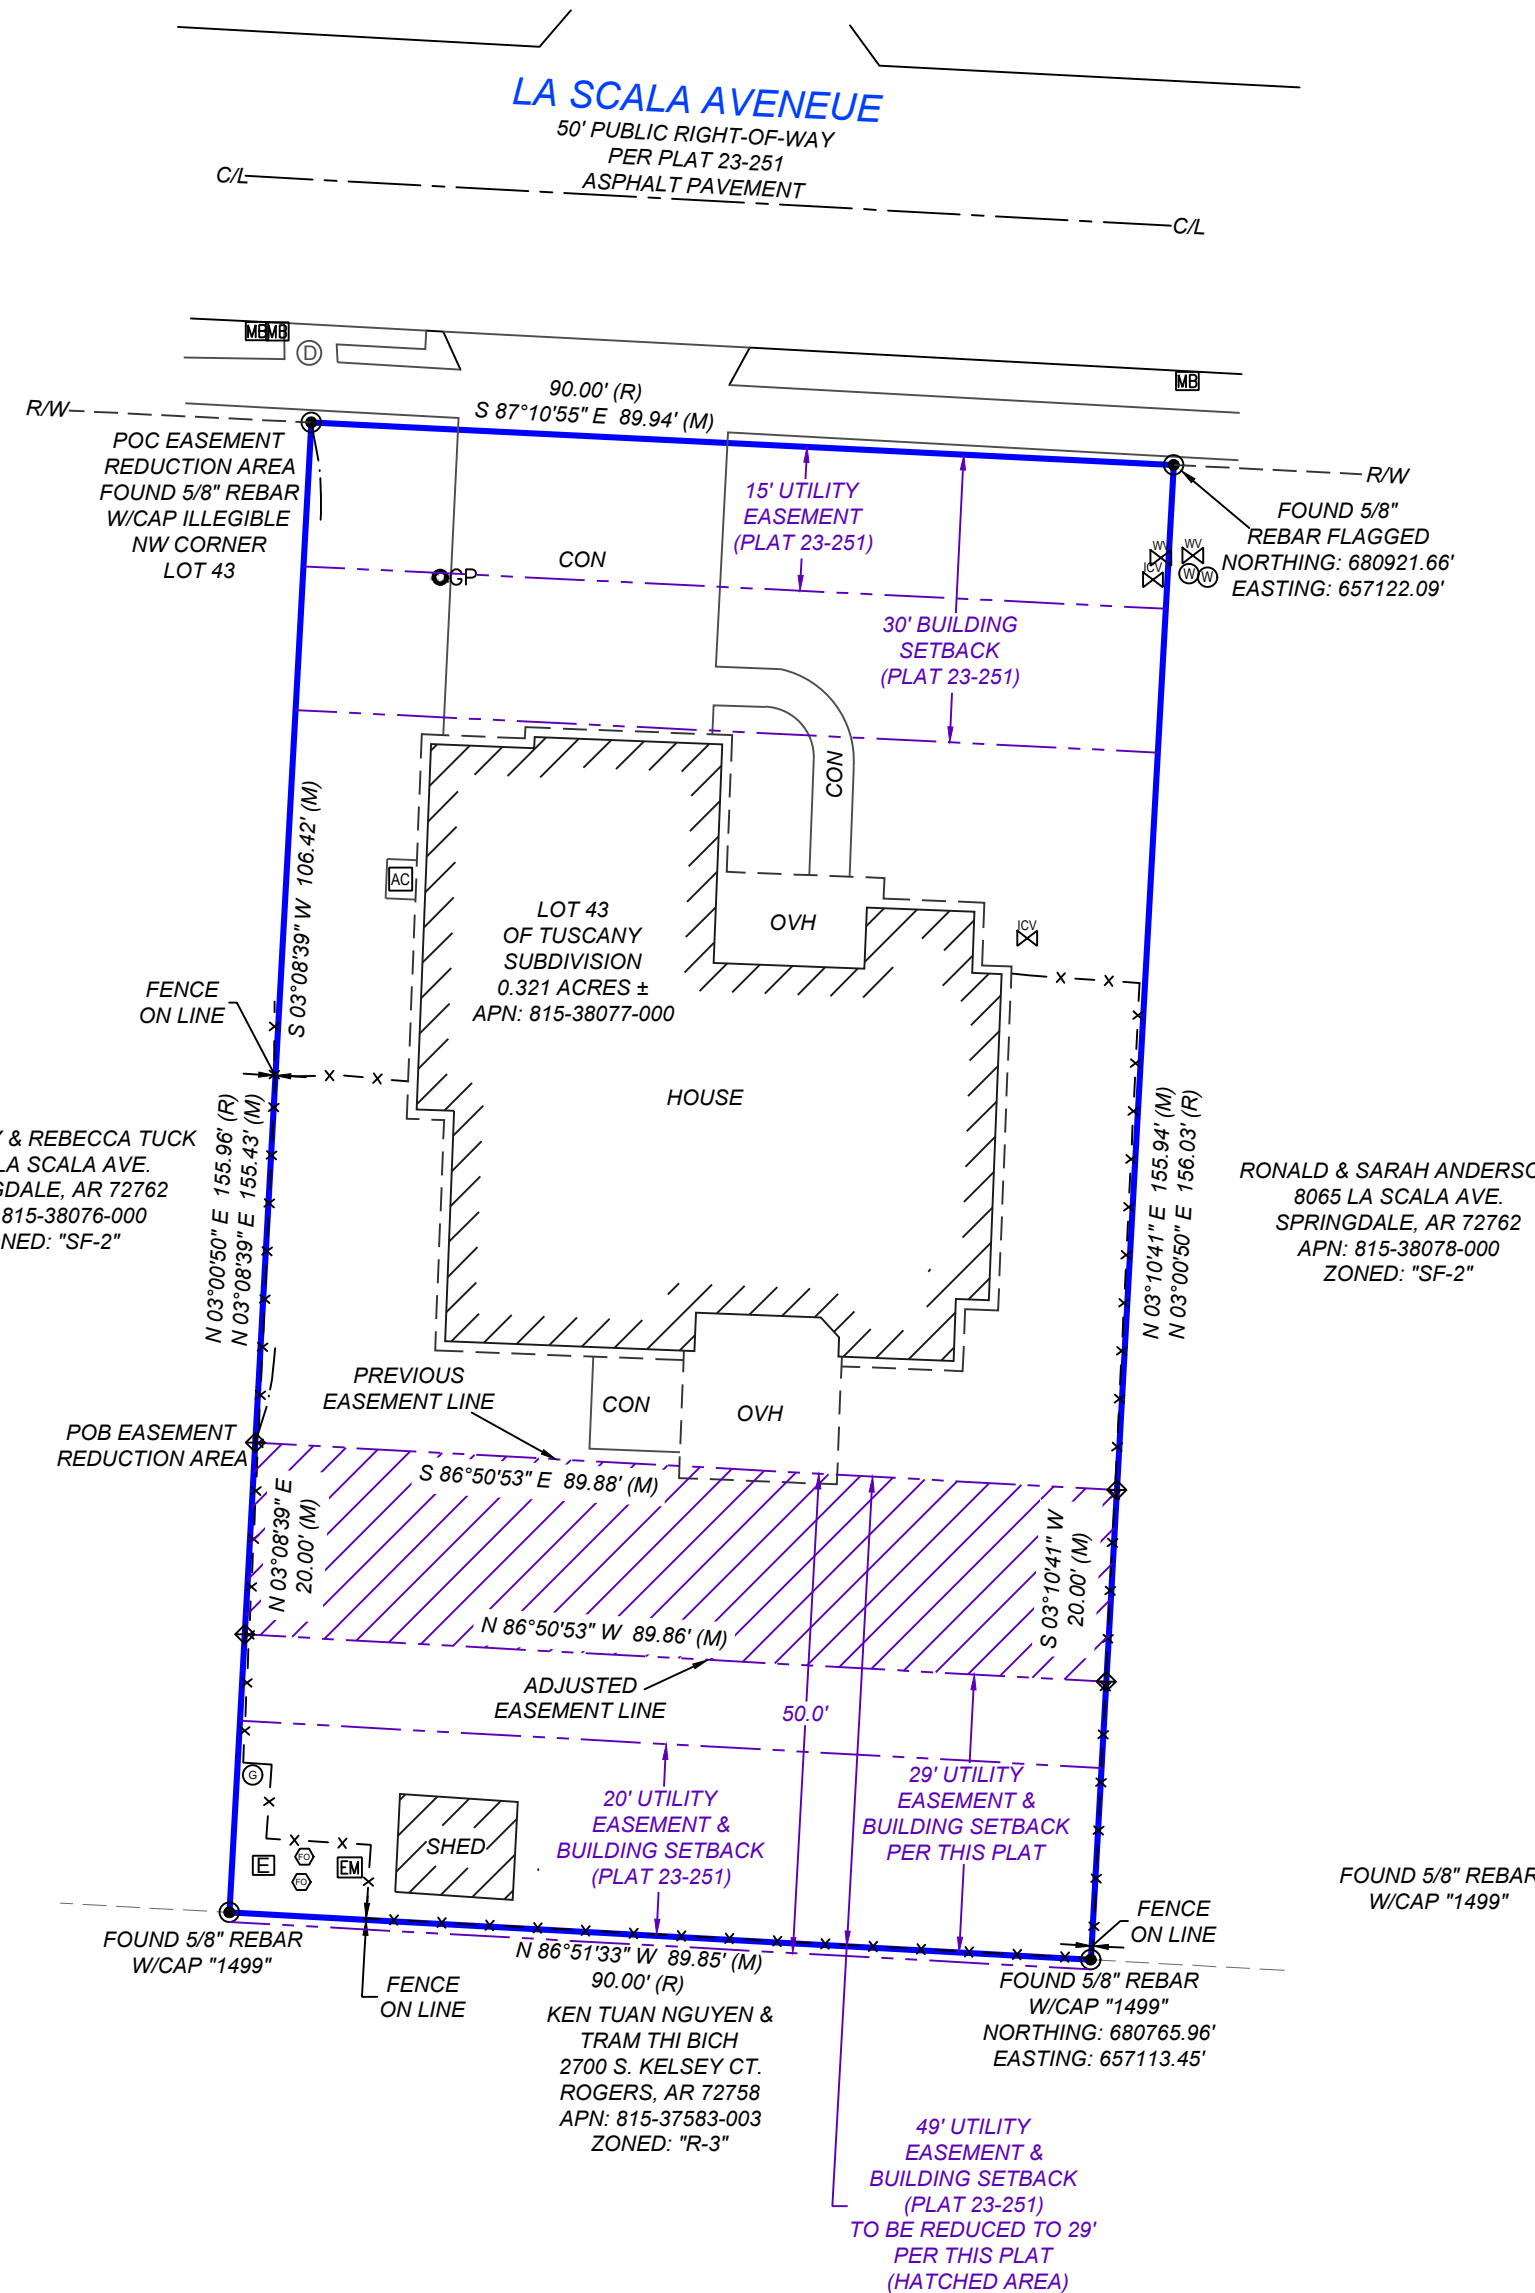 LA SCALA AVENEUE
50' PUBLIC RIGHT-OF-WAY
PER PLAT 23-251
ASPHALT PAVEMENT
C/L
C/L
MB
MB
D
MB
90.00' (R)
S 87°10'55" E 89.94' (M)
R/W
R/W
POC EASEMENT
REDUCTION AREA
FOUND 5/8" REBAR
W/CAP ILLEGIBLE
NW CORNER
LOT 43
15' UTILITY
EASEMENT
(PLAT 23-251)
FOUND 5/8"
REBAR FLAGGED
NORTHING: 680921.66'
EASTING: 657122.09'
WV
WV
ICV
W
W
GP
CON
30' BUILDING
SETBACK
(PLAT 23-251)
CON
S 03°08'39" W 106.42' (M)
AC
LOT 43
OF TUSCANY
SUBDIVISION
0.321 ACRES ±
APN: 815-38077-000
OVH
ICV
FENCE
ON LINE
HOUSE
N 03°00'50" E 155.96' (R)
N 03°08'39" E 155.43' (M)
Y & REBECCA TUCK
LA SCALA AVE.
GDALE, AR 72762
815-38076-000
NED: "SF-2"
N 03°10'41" E 155.94' (M)
N 03°00'50" E 156.03' (R)
RONALD & SARAH ANDERSO
8065 LA SCALA AVE.
SPRINGDALE, AR 72762
APN: 815-38078-000
ZONED: "SF-2"
PREVIOUS
EASEMENT LINE
CON
OVH
POB EASEMENT
REDUCTION AREA
S 86°50'53" E 89.88' (M)
N 03°08'39" E
20.00' (M)
S 03°10'41" W
20.00' (M)
N 86°50'53" W 89.86' (M)
ADJUSTED
EASEMENT LINE
50.0'
G
20' UTILITY
EASEMENT &
BUILDING SETBACK
(PLAT 23-251)
29' UTILITY
EASEMENT &
BUILDING SETBACK
PER THIS PLAT
SHED
E
FO
FO
EM
FOUND 5/8" REBAR
W/CAP "1499"
FENCE
ON LINE
FOUND 5/8" REBAR
W/CAP "1499"
FENCE
ON LINE
N 86°51'33" W 89.85' (M)
90.00' (R)
FOUND 5/8" REBAR
W/CAP "1499"
NORTHING: 680765.96'
EASTING: 657113.45'
KEN TUAN NGUYEN &
TRAM THI BICH
2700 S. KELSEY CT.
ROGERS, AR 72758
APN: 815-37583-003
ZONED: "R-3"
49' UTILITY
EASEMENT &
BUILDING SETBACK
(PLAT 23-251)
TO BE REDUCED TO 29'
PER THIS PLAT
(HATCHED AREA)